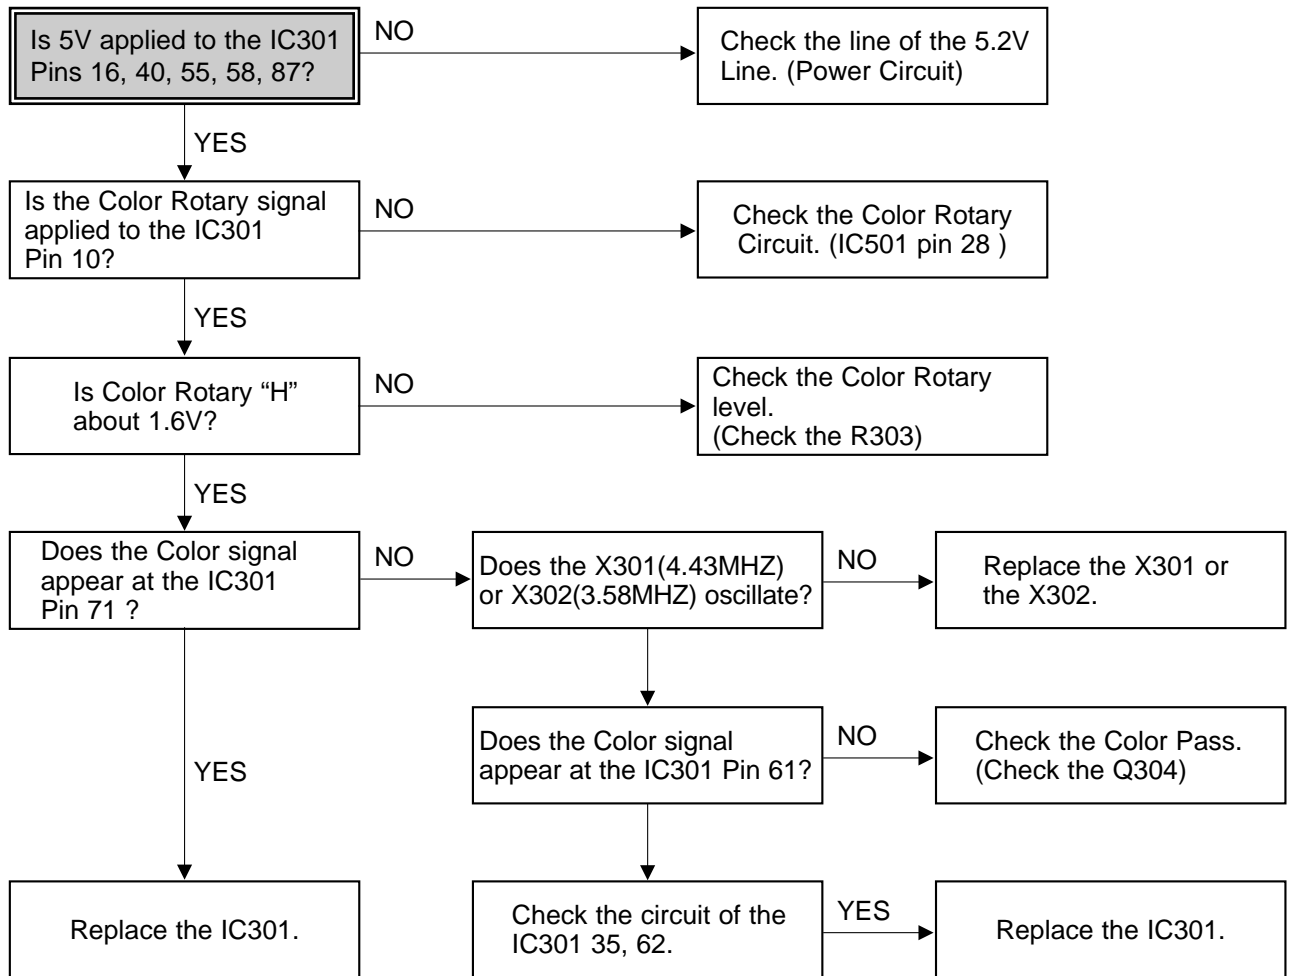 Is 5V applied to the IC301
Pins 16, 40, 55, 58, 87?
NO
Check the line of the 5.2V
Line. (Power Circuit)
YES
Is the Color Rotary signal
applied to the IC301
Pin 10?
NO
Check the Color Rotary
Circuit. (IC501 pin 28 )
YES
Is Color Rotary “H”
about 1.6V?
NO
Check the Color Rotary
level.
(Check the R303)
YES
Does the Color signal
appear at the IC301
Pin 71 ?
NO
Does the X301(4.43MHZ)
or X302(3.58MHZ) oscillate?
NO
Replace the X301 or
the X302.
YES
Does the Color signal
appear at the IC301 Pin 61?
NO
Check the Color Pass.
(Check the Q304)
Replace the IC301.
Check the circuit of the
IC301 35, 62.
YES
Replace the IC301.